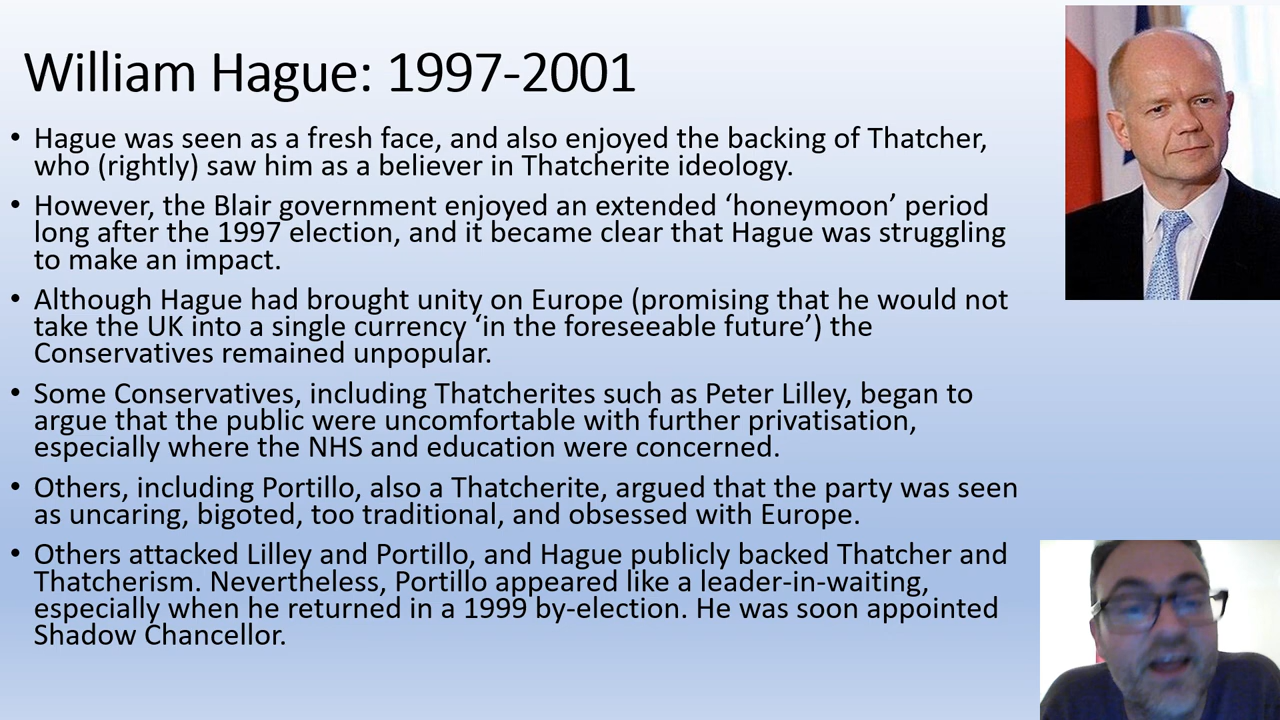 William Hague: 1997-2001
• Hague was seen as a fresh face, and also enjoyed the backing of Thatcher,
who (rightly) saw him as a believer in Thatcherite ideology.
• However, the Blair government enjoyed an extended ‘honeymoon’ period
long after the 1997 election, and it became clear that Hague was struggling
to make an impact.
• Although Hague had brought unity on Europe (promising that he would not
take the UK into a single currency ‘in the foreseeable future’) the
Conservatives remained unpopular.
• Some Conservatives, including Thatcherites such as Peter Lilley, began to
argue that the public were uncomfortable with further privatisation,
especially where the NHS and education were concerned.
• Others, including Portillo, also a Thatcherite, argued that the party was seen
as uncaring, bigoted, too traditional, and obsessed with Europe.
• Others attacked Lilley and Portillo, and Hague publicly backed Thatcher and
Thatcherism. Nevertheless, Portillo appeared like a leader-in-waiting,
especially when he returned in a 1999 by-election. He was soon appointed
Shadow Chancellor.